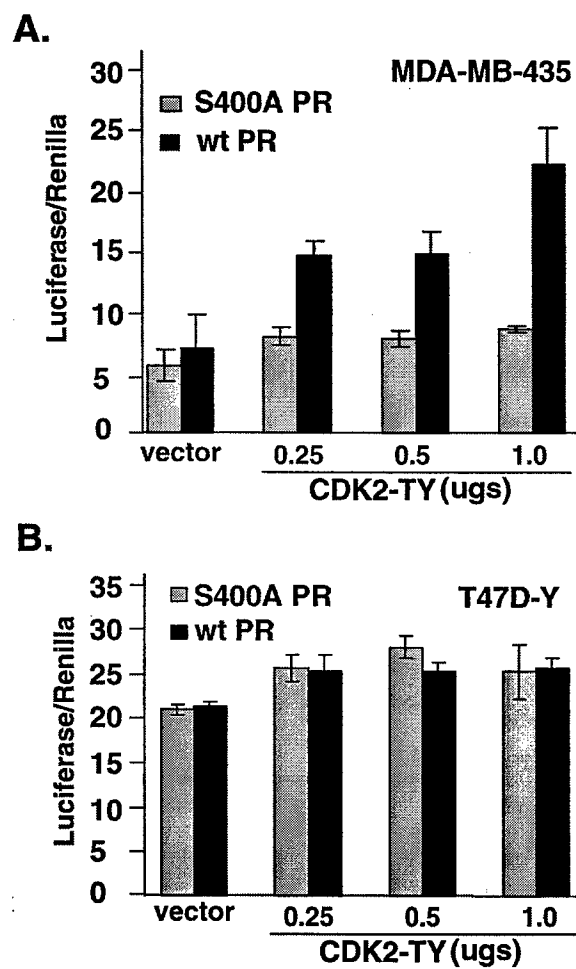 A.
MDA-MB-435
S400A PR
wt PR
Luciferase/Renilla
30
25
20
15
10
5
0
vector
0.25
0.5
1.0
CDK2-TY (ugs)
B.
T47D-Y
S400A PR
wt PR
Luciferase/Renilla
35
30
25
20
15
10
5
0
vector
0.25
0.5
1.0
CDK2-TY (ugs)